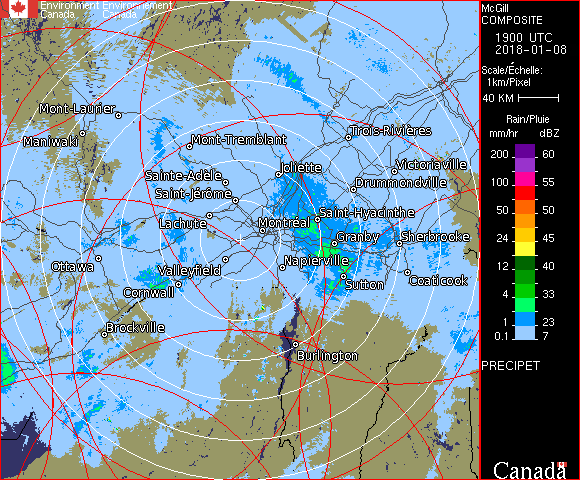 Environment Environnement
Canada Canada
McGill
COMPOSITE
1900 UTC
2018-01-08
Scale/Échelle:
1km/Pixel
40 KM
Rain/Pluie
mm/hr dBZ
200 60
100 55
50 50
24 45
12 40
4 33
1 23
0.1 7
PRECIPET
Mont-Laurier
Maniwaki
Mont-Tremblant
Trois-Rivières
Sainte-Adèle
Joliette
Victoriaville
Saint-Jérôme
Drummondville
Lachute
Montréal
Saint-Hyacinthe
Granby
Sherbrooke
Ottawa
Valleyfield
Napierville
Cornwall
Sutton
Coaticook
Brockville
Burlington
Canada